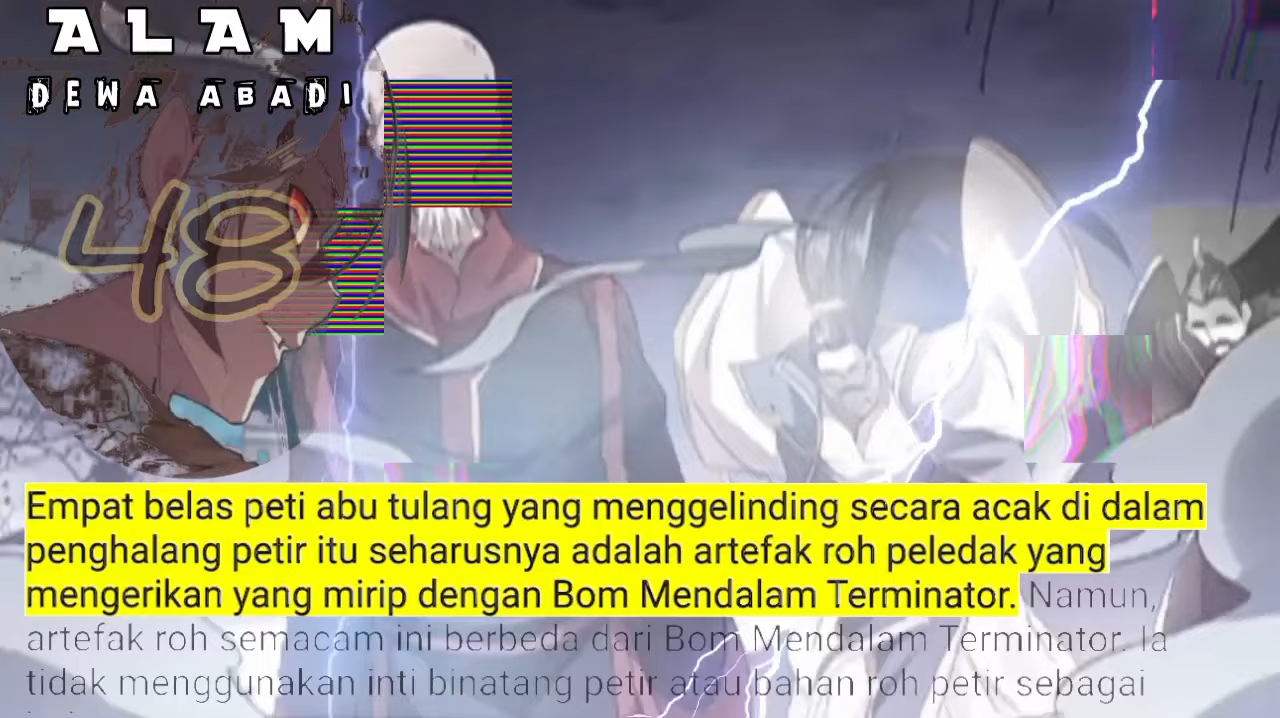 ALAM
DEWA ABADI
48
Empat belas peti abu tulang yang menggelinding secara acak di dalam
penghalang petir itu seharusnya adalah artefak roh peledak yang
mengerikan yang mirip dengan Bom Mendalam Terminator. Namun,
artefak roh semacam ini berbeda dari Bom Mendalam Terminator. Ia
tidak menggunakan inti binatang petir atau bahan roh petir sebagai